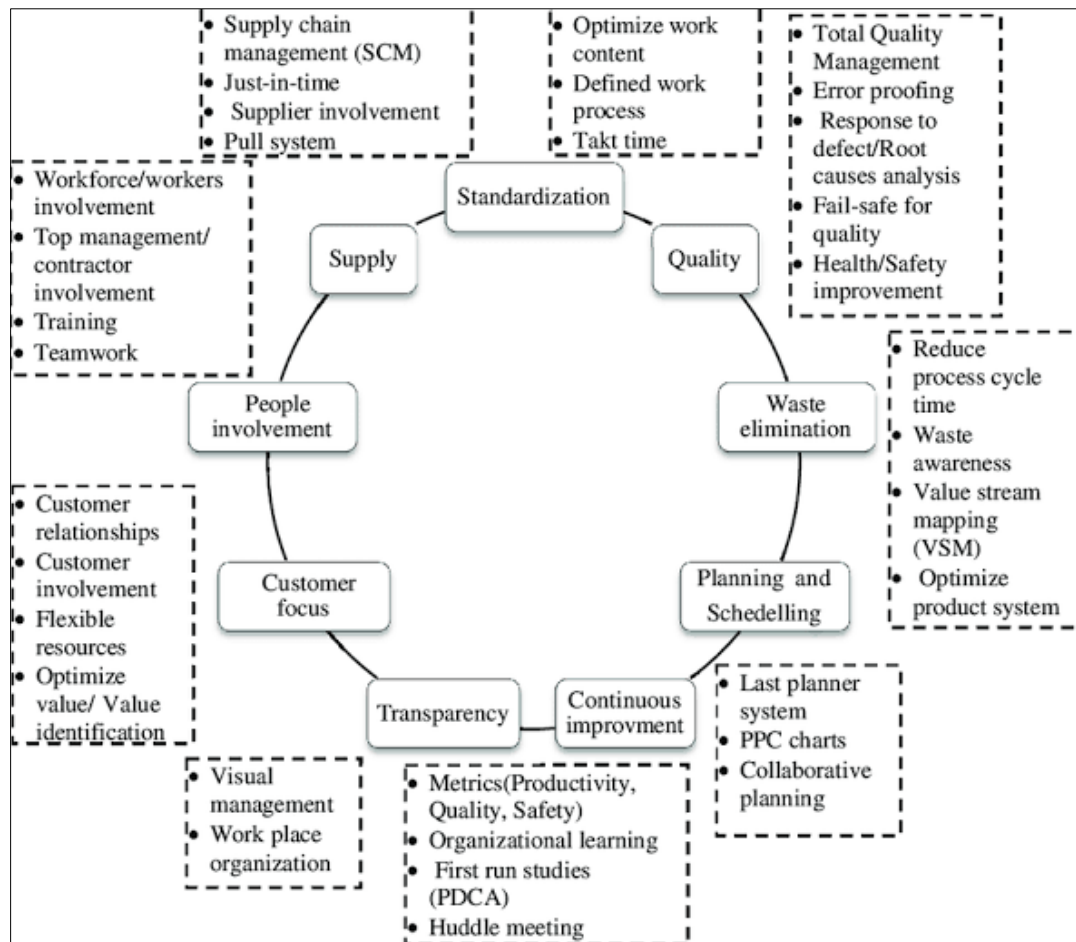 • Supply chain
management (SCM)
• Just-in-time
• Supplier involvement
• Pull system
• Optimize work
content
• Defined work
process
• Takt time
• Total Quality
Management
• Error proofing
• Response to
defect/Root
causes analysis
• Fail-safe for
quality
• Health/Safety
improvement
• Workforce/workers
involvement
• Top management/
contractor
involvement
• Training
• Teamwork
Standardization
Supply
Quality
• Reduce
process cycle
time
• Waste
awareness
• Value stream
mapping
(VSM)
• Optimize
product system
People
involvement
Waste
elimination
• Customer
relationships
• Customer
involvement
• Flexible
resources
• Optimize
value/ Value
identification
Customer
focus
Planning and
Schedelling
Transparency
Continuous
improvment
• Last planner
system
• PPC charts
• Collaborative
planning
• Visual
management
• Work place
organization
• Metrics(Productivity,
Quality, Safety)
• Organizational learning
• First run studies
(PDCA)
• Huddle meeting